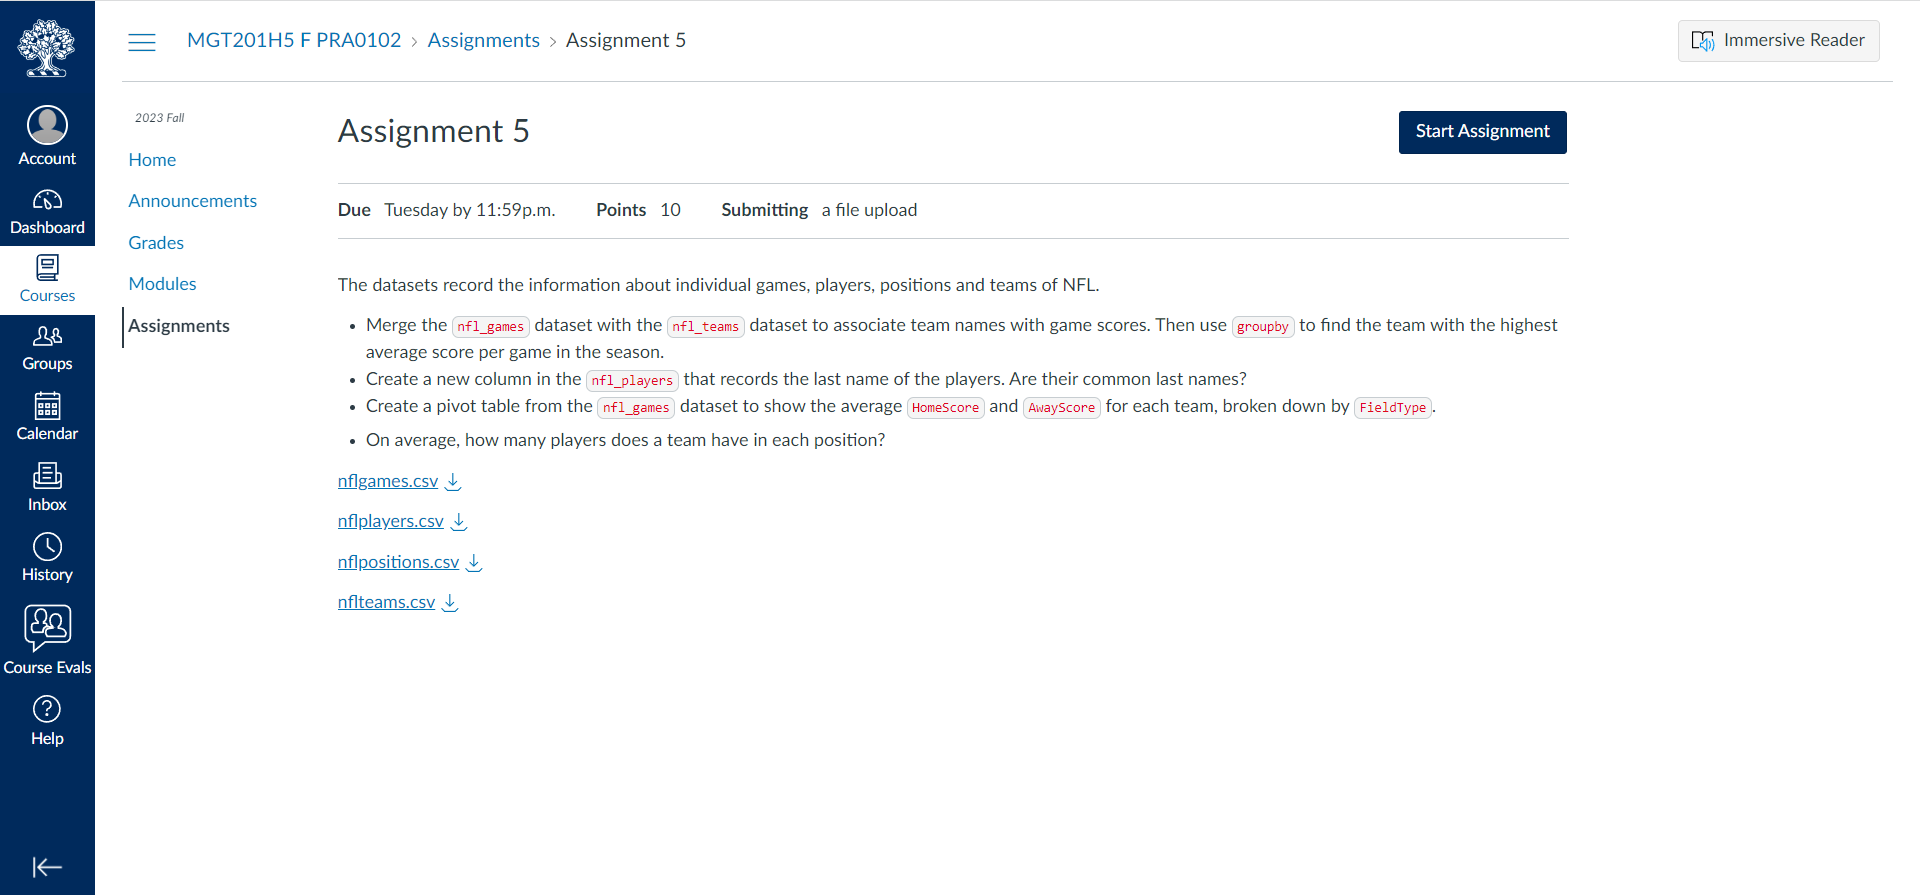 MGT201H5 F PRA0102 › Assignments › Assignment 5
Immersive Reader
Account
Dashboard
Courses
Groups
Calendar
Inbox
History
Course Evals
Help
2023 Fall
Home
Announcements
Grades
Modules
Assignments
Assignment 5
Start Assignment
Due Tuesday by 11:59p.m. Points 10 Submitting a file upload
The datasets record the information about individual games, players, positions and teams of NFL.
• Merge the nfl_games dataset with the nfl_teams dataset to associate team names with game scores. Then use groupby to find the team with the highest
average score per game in the season.
• Create a new column in the nfl_players that records the last name of the players. Are their common last names?
• Create a pivot table from the nfl_games dataset to show the average HomeScore and AwayScore for each team, broken down by FieldType.
• On average, how many players does a team have in each position?
nflgames.csv
nflplayers.csv
nflpositions.csv
nflteams.csv